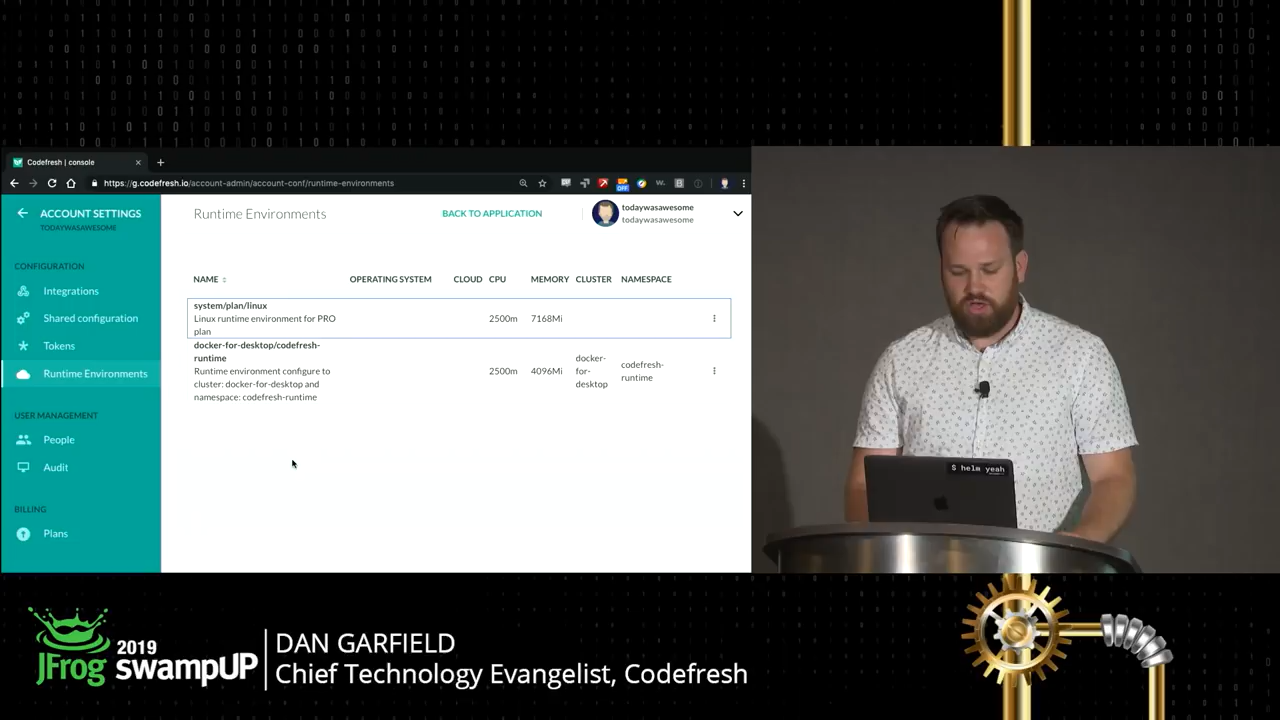 Codefresh | console
https://g.codefresh.io/account-admin/account-conf/runtime-environments
OFF
ACCOUNT SETTINGS
TODAYWASAWESOME
CONFIGURATION
Integrations
Shared configuration
Tokens
Runtime Environments
USER MANAGEMENT
People
Audit
BILLING
Plans
Runtime Environments
BACK TO APPLICATION
todaywasawesome
todaywasawesome
NAME OPERATING SYSTEM CLOUD CPU MEMORY CLUSTER NAMESPACE
system/plan/linux
Linux runtime environment for PRO
plan
2500m 7168Mi
docker-for-desktop/codefresh-
runtime
Runtime environment configure to
cluster: docker-for-desktop and
namespace: codefresh-runtime
2500m 4096Mi
docker-
for-
desktop
codefresh-
runtime
$ helm yeah
2019
JFrog swampUP
DAN GARFIELD
Chief Technology Evangelist, Codefresh